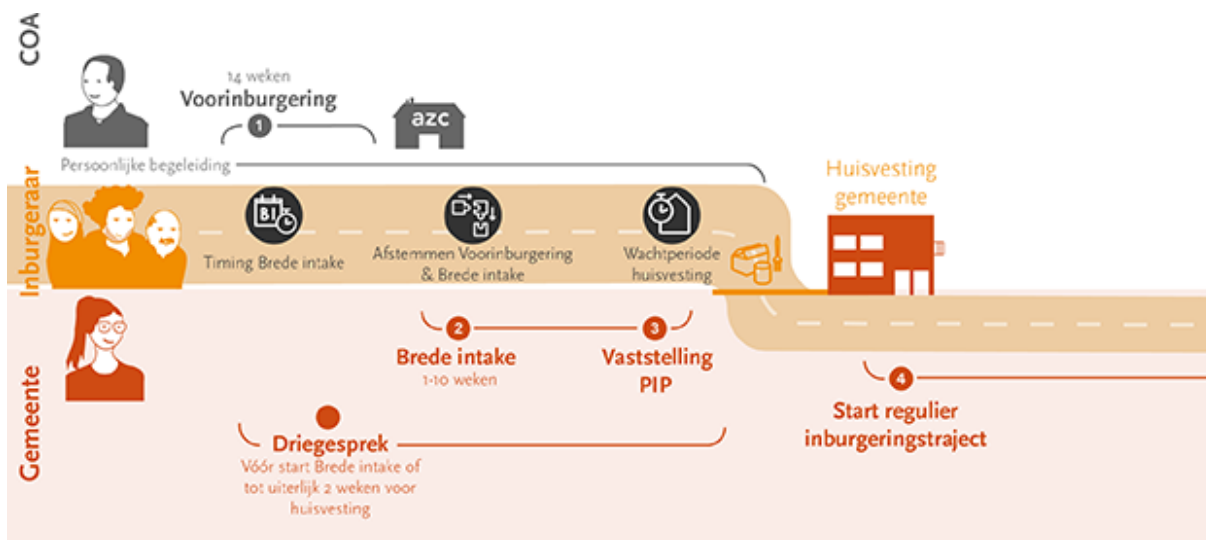 COA
14 weken
Voorinburgering
1
azc
Persoonlijke begeleiding
Inburgeraar
BI
Timing Brede intake
Afstemmen Voorinburgering
& Brede intake
Wachtperiode
huisvesting
Huisvesting
gemeente
Gemeente
2
Brede intake
1-10 weken
3
Vaststelling
PIP
4
Start regulier
inburgeringstraject
Driegesprek
Vóór start Brede intake of
tot uiterlijk 2 weken voor
huisvesting